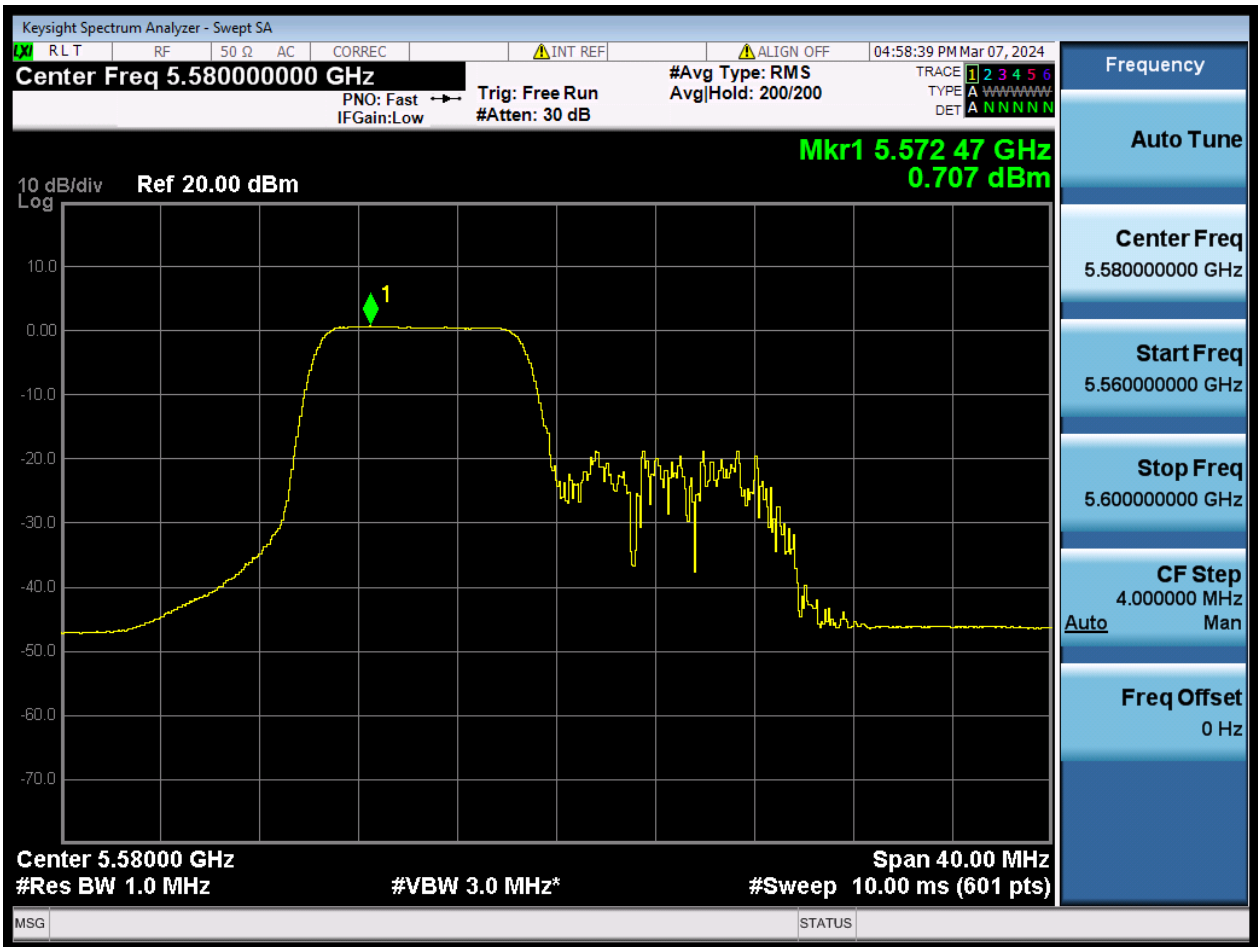 Keysight Spectrum Analyzer - Swept SA
LXI RLT RF 50 Ω AC CORREC INT REF ALIGN OFF 04:58:39 PM Mar 07, 2024
Center Freq 5.580000000 GHz
PNO: Fast
IFGain:Low
Trig: Free Run
#Atten: 30 dB
#Avg Type: RMS
Avg|Hold: 200/200
TRACE 1 2 3 4 5 6
TYPE A WWWWW
DET A N N N N N
Mkr1 5.572 47 GHz
0.707 dBm
10 dB/div Ref 20.00 dBm
Log
10.0
0.00
-10.0
-20.0
-30.0
-40.0
-50.0
-60.0
-70.0
1
Center 5.58000 GHz Span 40.00 MHz
#Res BW 1.0 MHz #VBW 3.0 MHz* #Sweep 10.00 ms (601 pts)
MSG STATUS
Frequency
Auto Tune
Center Freq
5.580000000 GHz
Start Freq
5.560000000 GHz
Stop Freq
5.600000000 GHz
CF Step
4.000000 MHz
Auto Man
Freq Offset
0 Hz